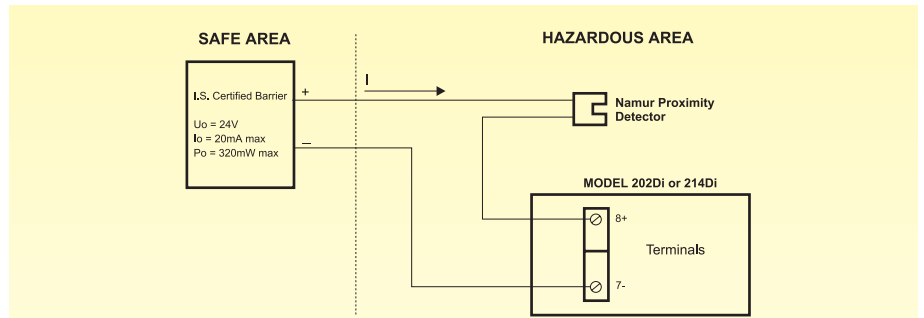 SAFE AREA
HAZARDOUS AREA
I.S. Certified Barrier
Uo = 24V
Io = 20mA max
Po = 320mW max
+
–
I
Namur Proximity
Detector
MODEL 202Di or 214Di
8+
Terminals
7-